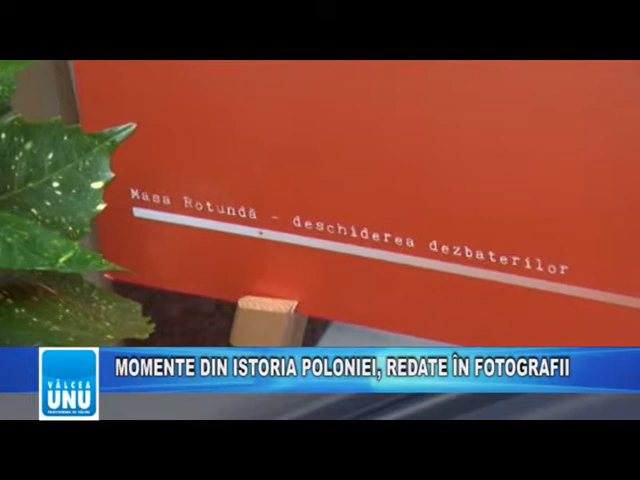 Masa Rotundă - deschiderea dezbaterilor
MOMENTE DIN ISTORIA POLONIEI, REDATE ÎN FOTOGRAFII
VÂLCEA
UNU